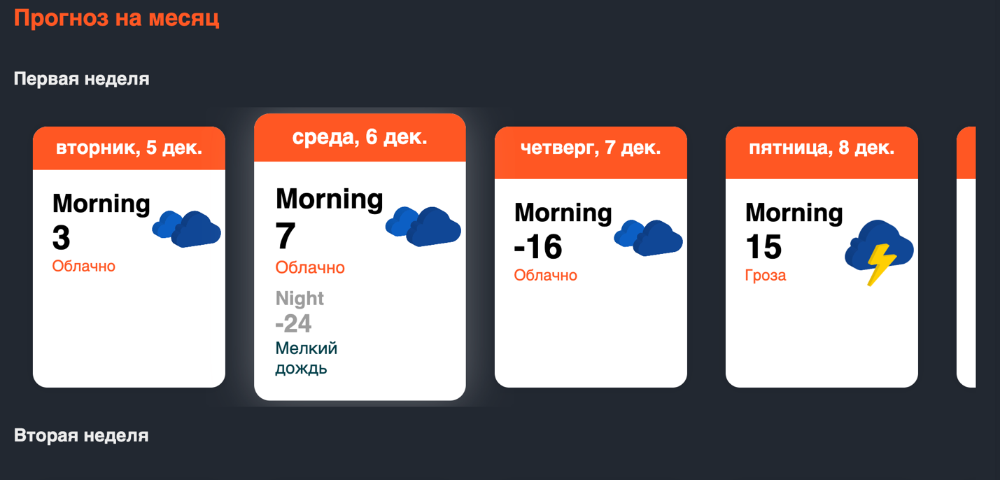 Прогноз на месяц
Первая неделя
вторник, 5 дек.
Morning
3
Облачно
среда, 6 дек.
Morning
7
Облачно
Night
-24
Мелкий
дождь
четверг, 7 дек.
Morning
-16
Облачно
пятница, 8 дек.
Morning
15
Гроза
Вторая неделя